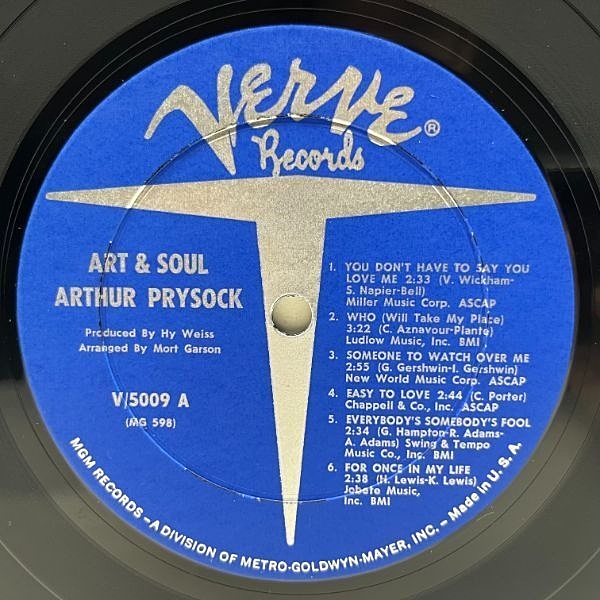 VERVE®
Records
ART & SOUL
ARTHUR PRYSOCK
Produced By Hy Weiss
Arranged By Mort Garson
V/5009 A
(MG 598)
1. YOU DON'T HAVE TO SAY YOU
LOVE ME 2:33 (V. Wickham-
S. Napier-Bell)
Miller Music Corp. ASCAP
2. WHO (Will Take My Place)
3:22 (C. Aznavour-Plante)
Ludlow Music, Inc. BMI
3. SOMEONE TO WATCH OVER ME
2:55 (G. Gershwin-I. Gershwin)
New World Music Corp. ASCAP
4. EASY TO LOVE 2:44 (C. Porter)
Chappell & Co., Inc. ASCAP
5. EVERYBODY'S SOMEBODY'S FOOL
2:34 (G. Hampton-R. Adams-
A. Adams) Swing & Tempo
Music Co., Inc. BMI
6. FOR ONCE IN MY LIFE
2:38 (H. Lewis-K. Lewis)
Jobete Music,
Inc. BMI
MGM RECORDS – A DIVISION OF METRO-GOLDWYN-MAYER, INC. – Made in U. S. A.